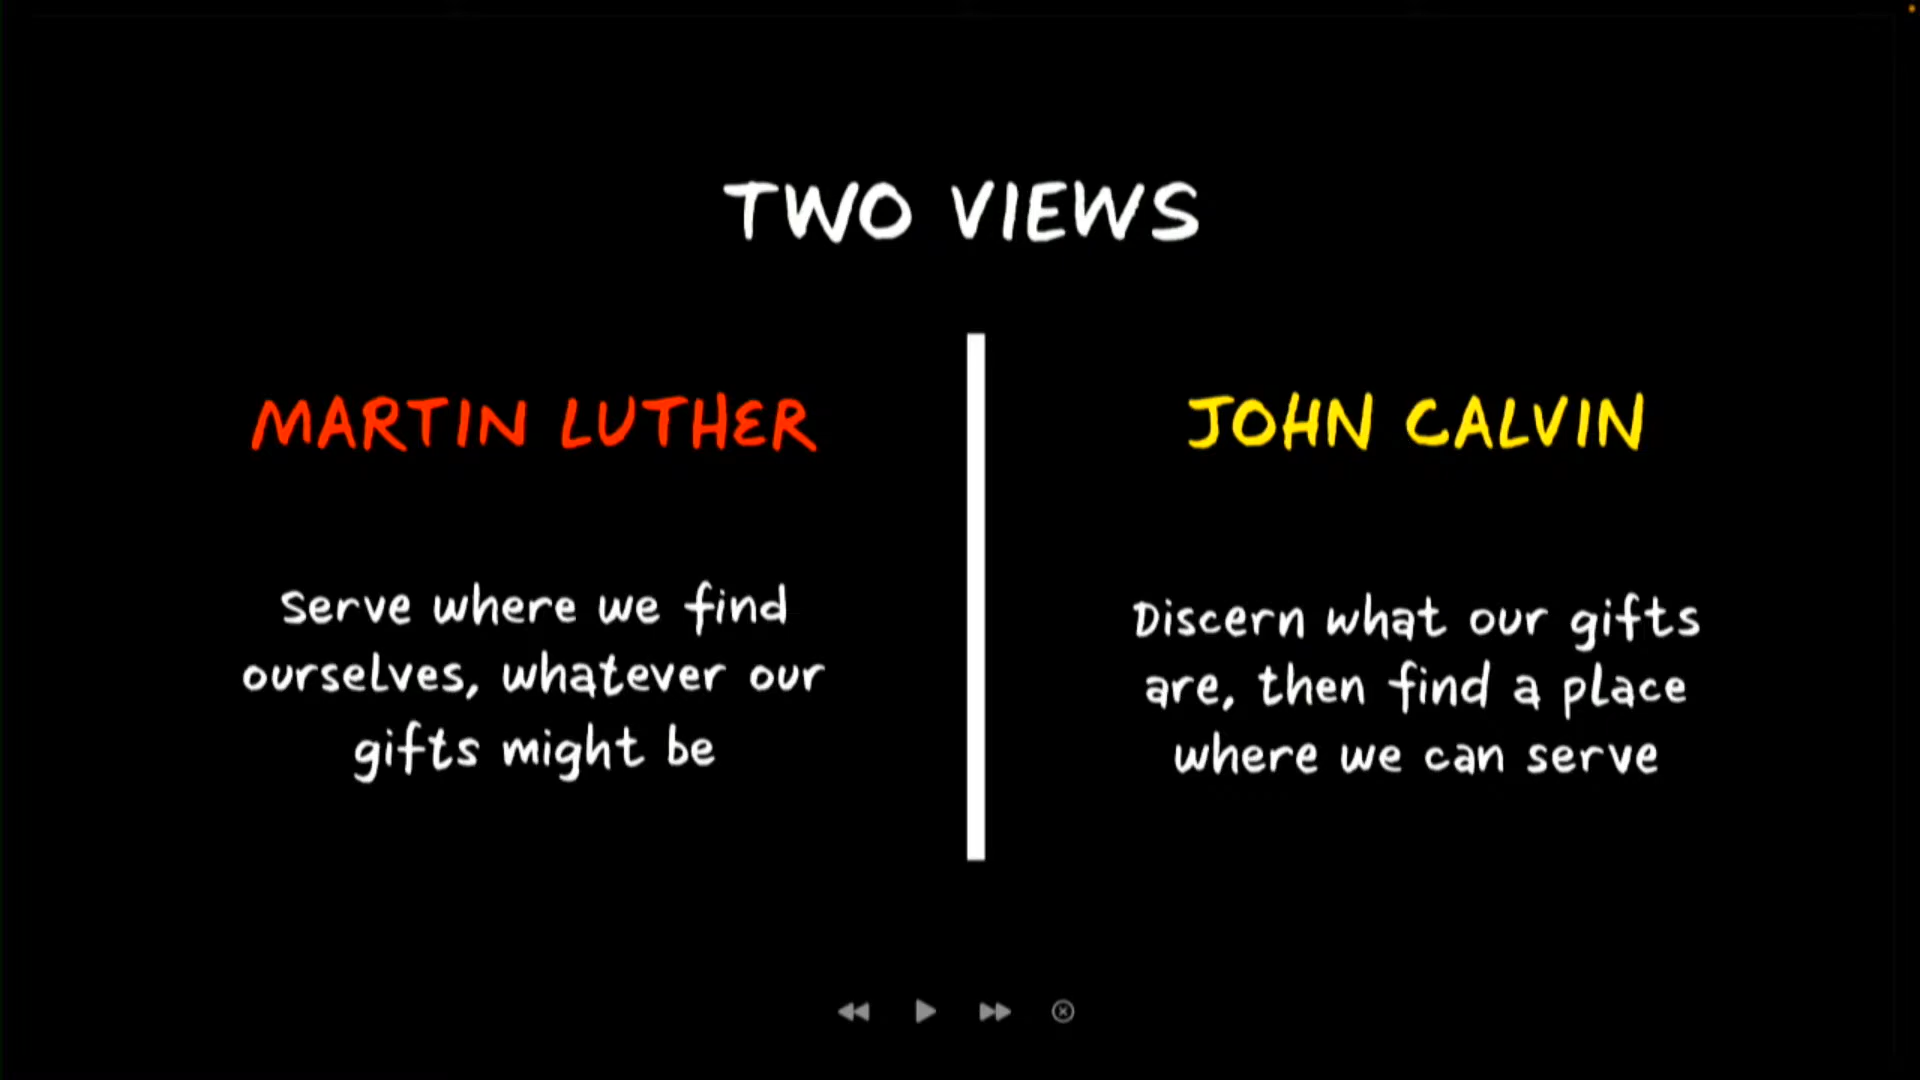 TWO VIEWS
MARTIN LUTHER
Serve where we find
ourselves, whatever our
gifts might be
JOHN CALVIN
Discern what our gifts
are, then find a place
where we can serve